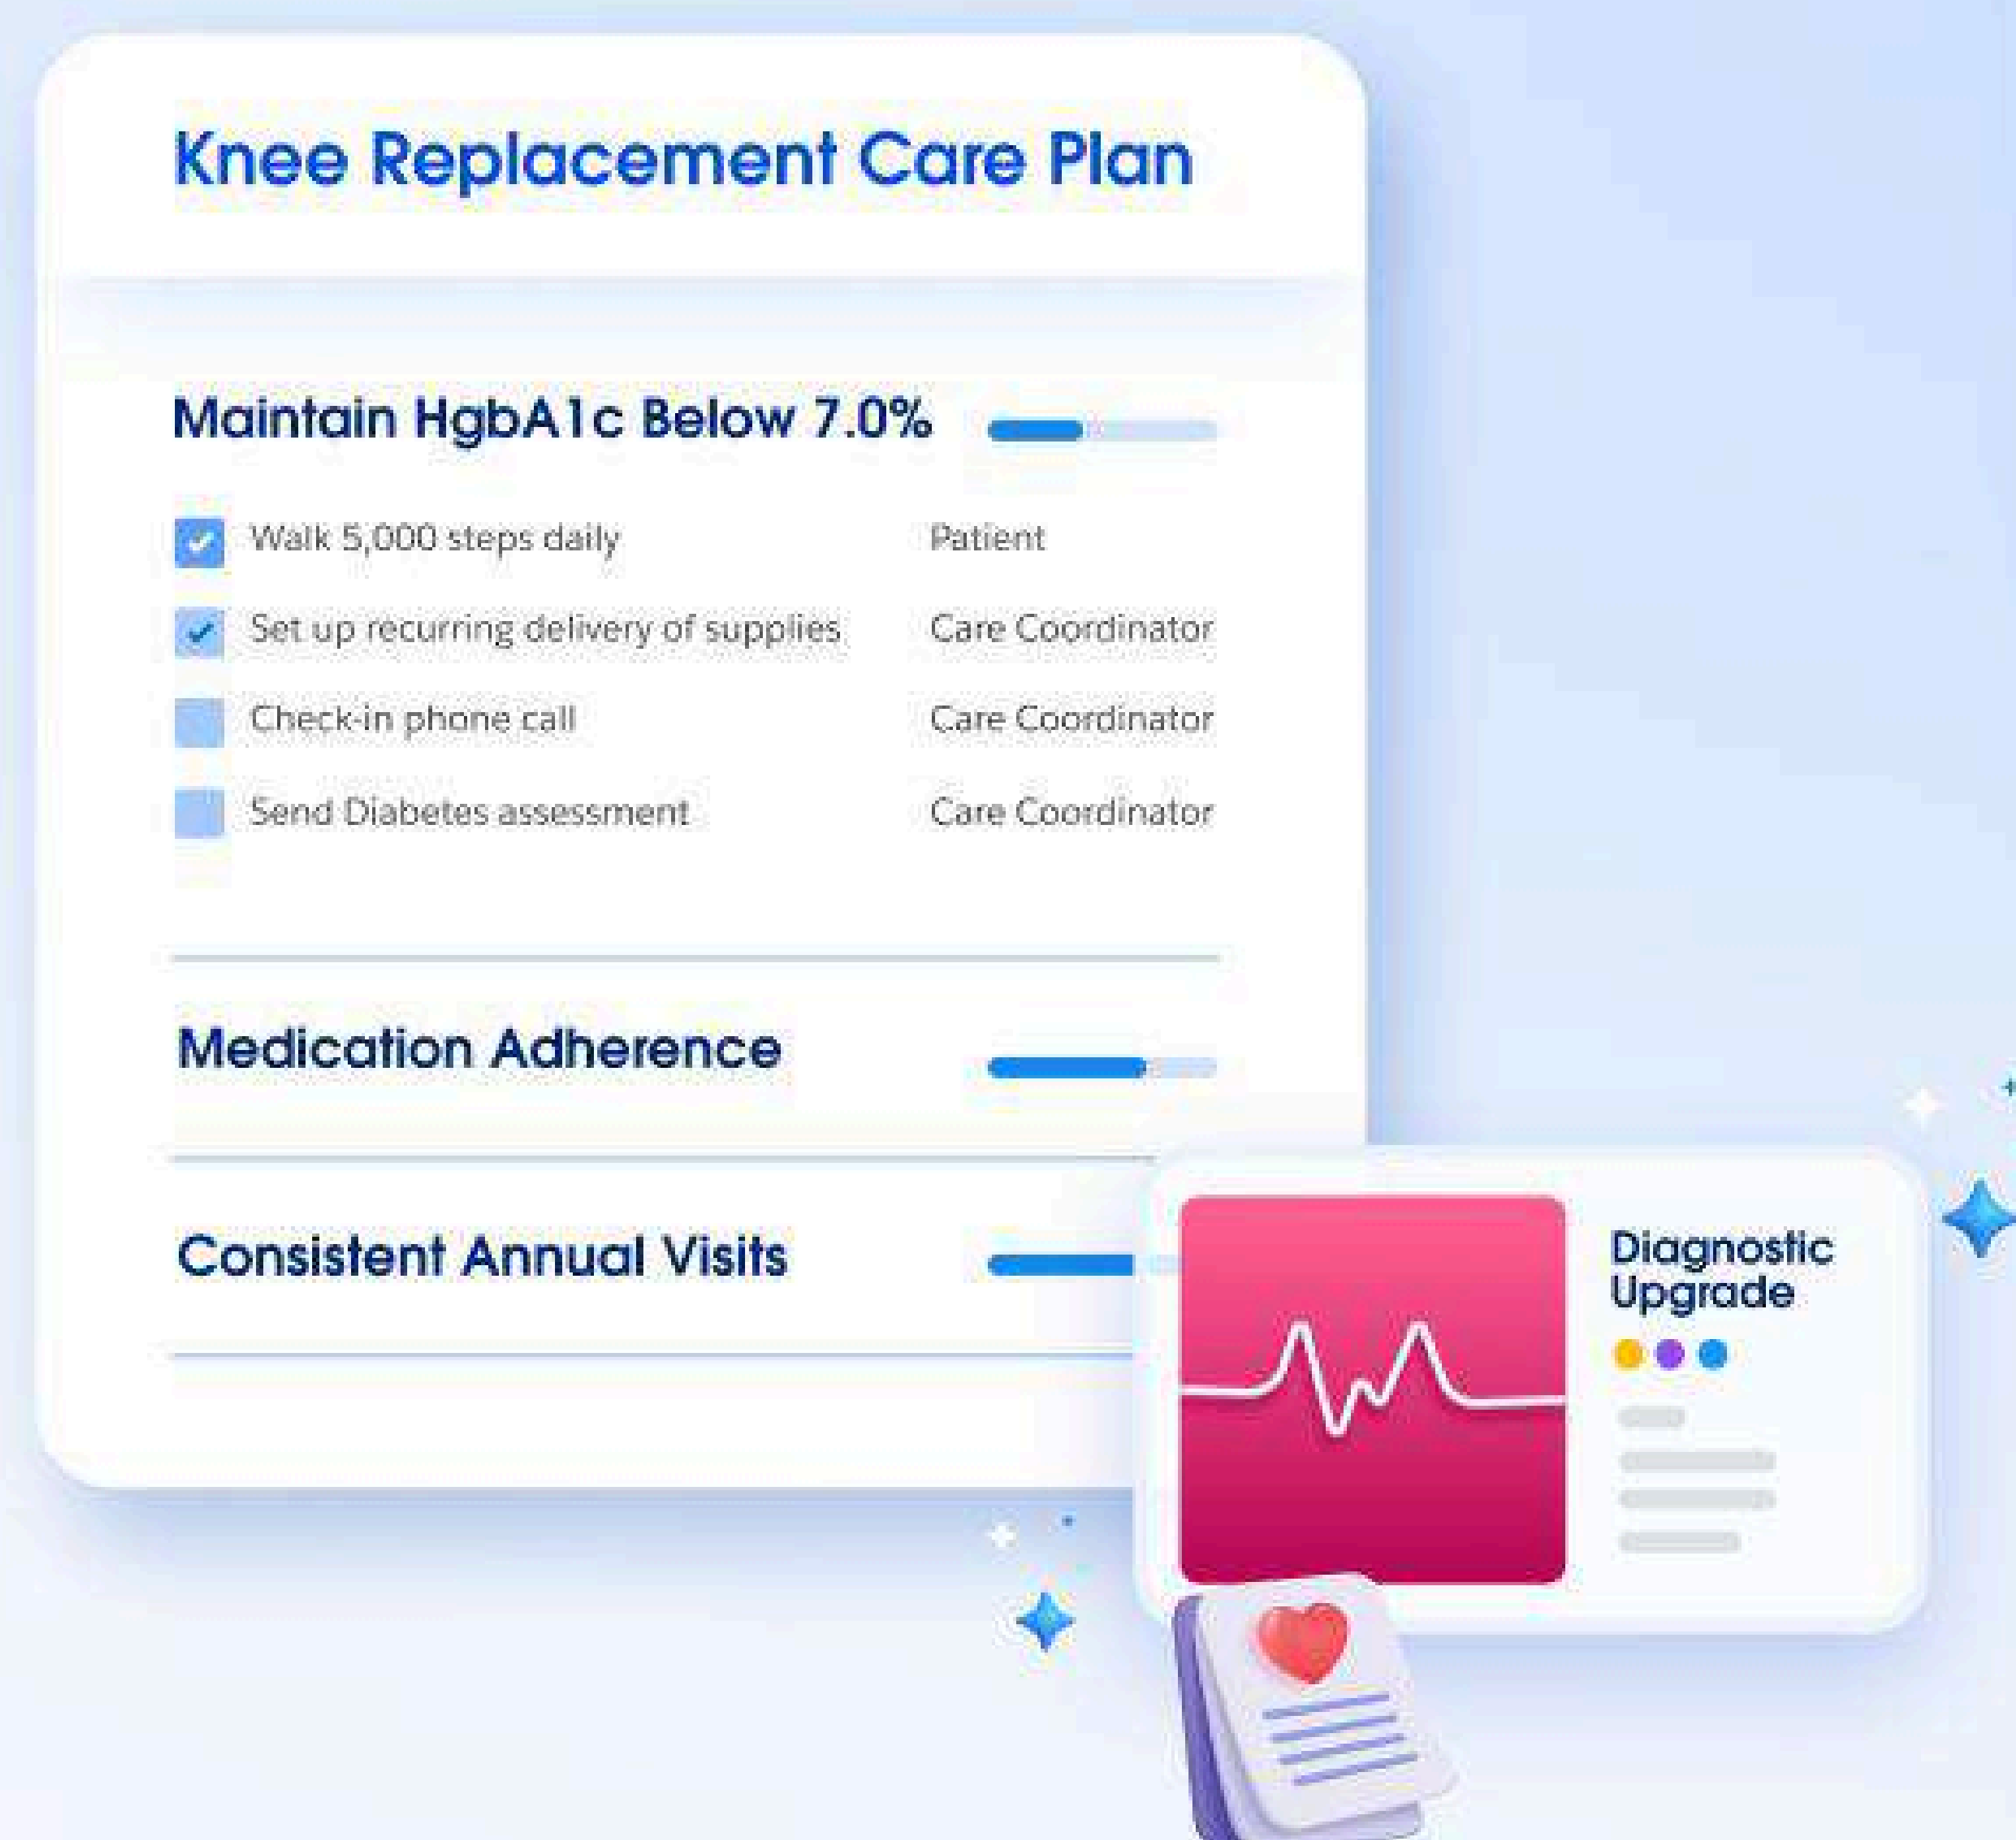 Knee Replacement Care Plan
Maintain HgbA1c Below 7.0%
Walk 5,000 steps daily Patient
Set up recurring delivery of supplies Care Coordinator
Check-in phone call Care Coordinator
Send Diabetes assessment Care Coordinator
Medication Adherence
Consistent Annual Visits
Diagnostic
Upgrade